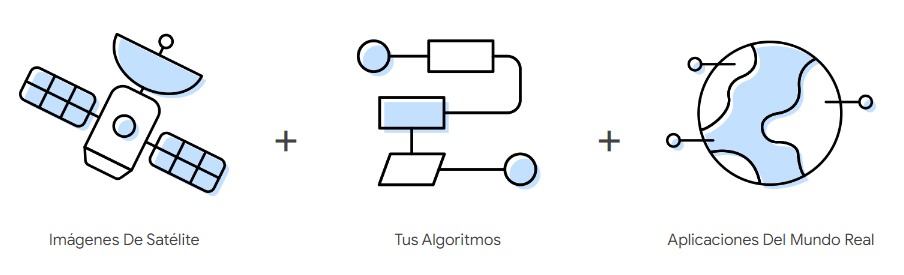 +
+
Imágenes De Satélite
Tus Algoritmos
Aplicaciones Del Mundo Real